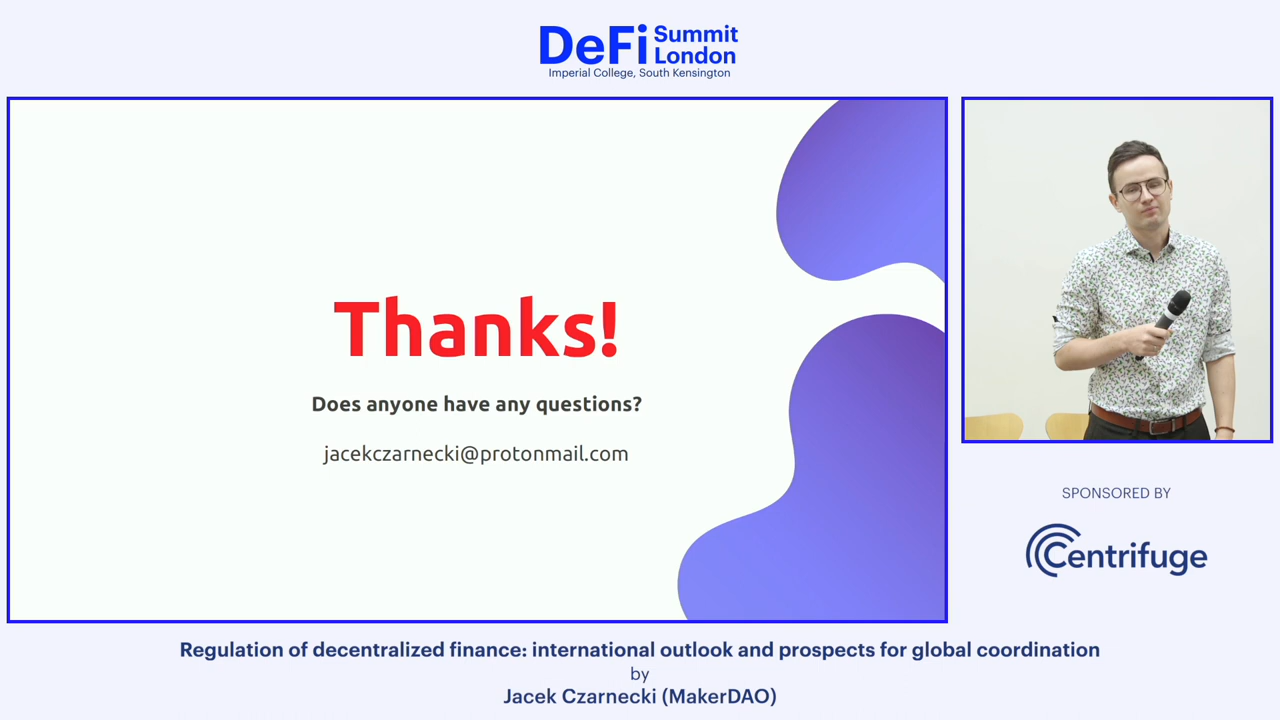 DeFi Summit
London
Imperial College, South Kensington
Thanks!
Does anyone have any questions?
jacekczarnecki@protonmail.com
SPONSORED BY
Centrifuge
Regulation of decentralized finance: international outlook and prospects for global coordination
by
Jacek Czarnecki (MakerDAO)